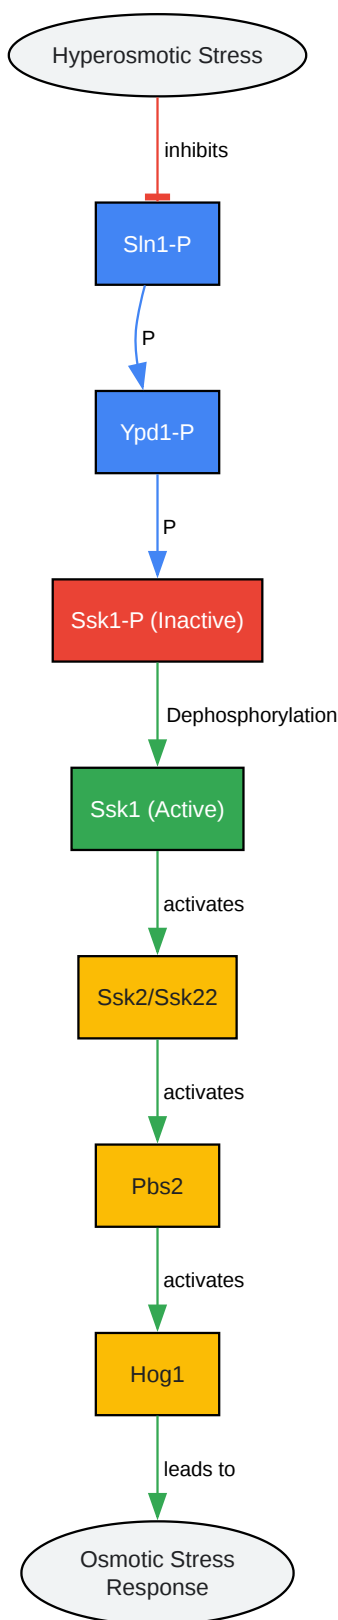 Hyperosmotic Stress
inhibits
Sln1-P
P
Ypd1-P
P
Ssk1-P (Inactive)
Dephosphorylation
Ssk1 (Active)
activates
Ssk2/Ssk22
activates
Pbs2
activates
Hog1
leads to
Osmotic Stress
Response